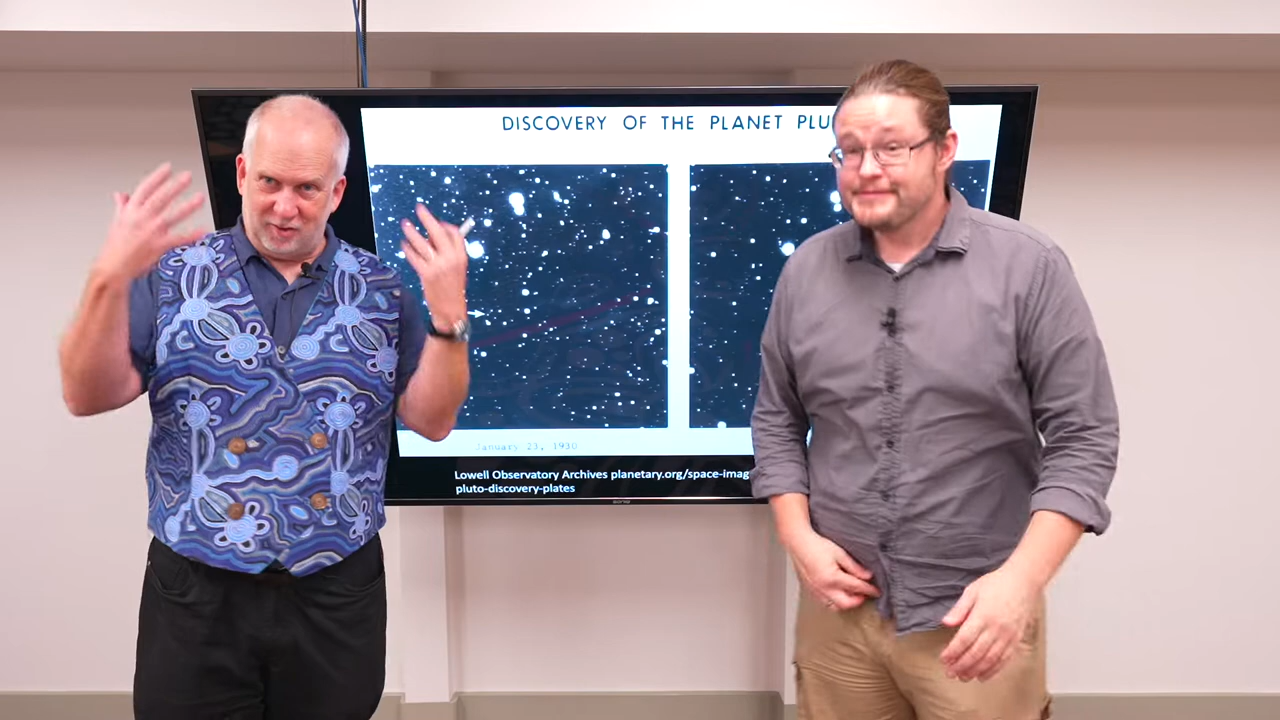 DISCOVERY OF THE PLANET PLU
January 23, 1930
Lowell Observatory Archives planetary.org/space-imag
pluto-discovery-plates